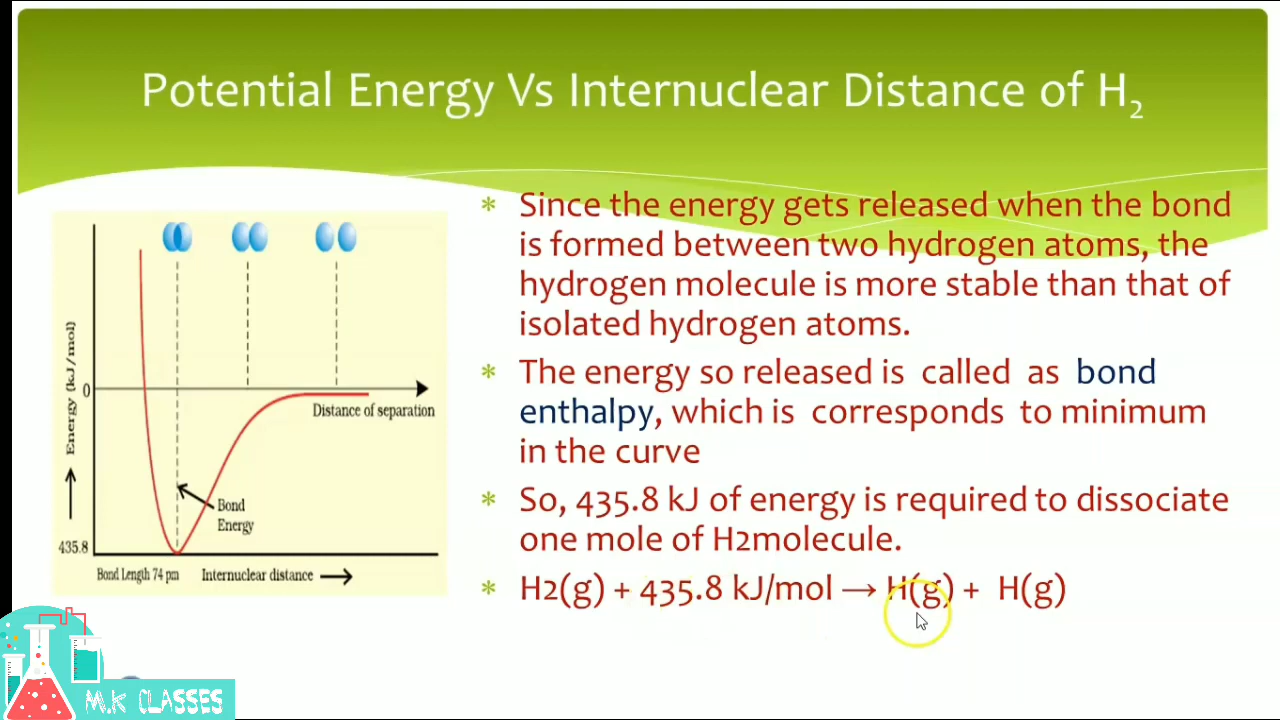 Potential Energy Vs Internuclear Distance of H2
* Since the energy gets released when the bond
is formed between two hydrogen atoms, the
hydrogen molecule is more stable than that of
isolated hydrogen atoms.
* The energy so released is called as bond
enthalpy, which is corresponds to minimum
in the curve
* So, 435.8 kJ of energy is required to dissociate
one mole of H2molecule.
* H2(g) + 435.8 kJ/mol → H(g) + H(g)
Energy (kJ/mol)
0
Distance of separation
Bond
Energy
435.8
Bond Length 74 pm Internuclear distance →
M.K CLASSES